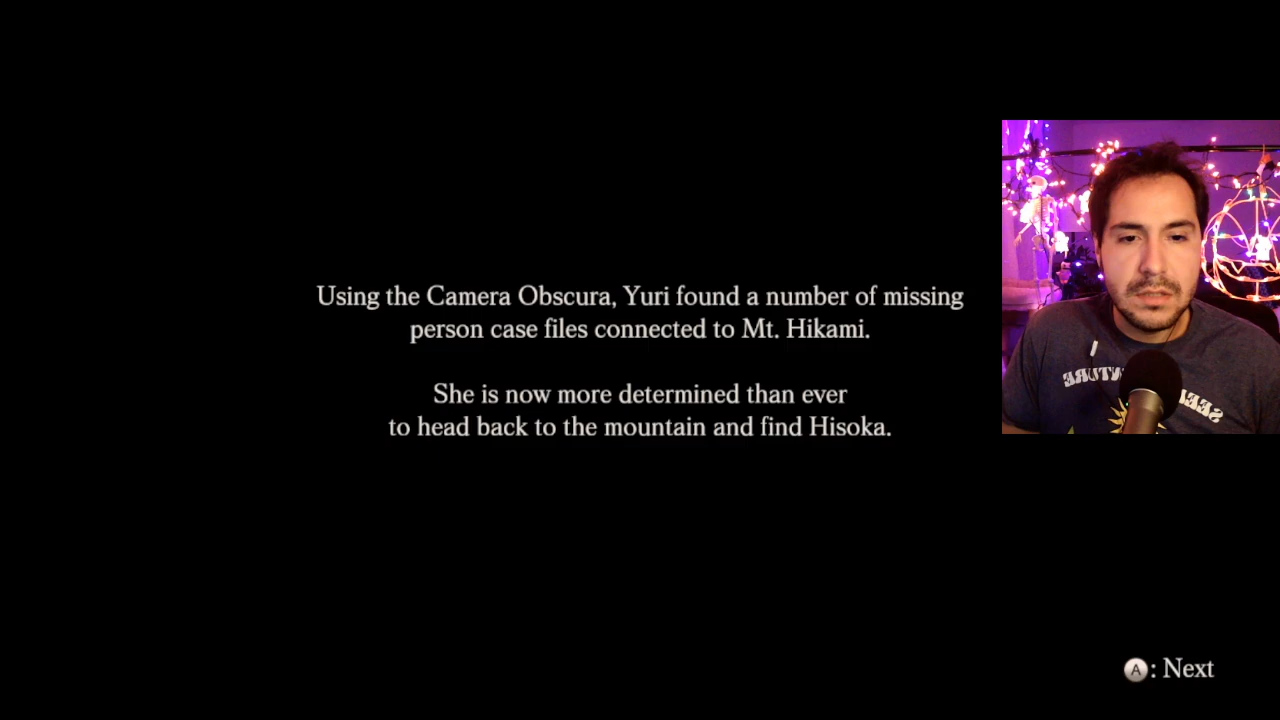 Using the Camera Obscura, Yuri found a number of missing
person case files connected to Mt. Hikami.
She is now more determined than ever
to head back to the mountain and find Hisoka.
A: Next